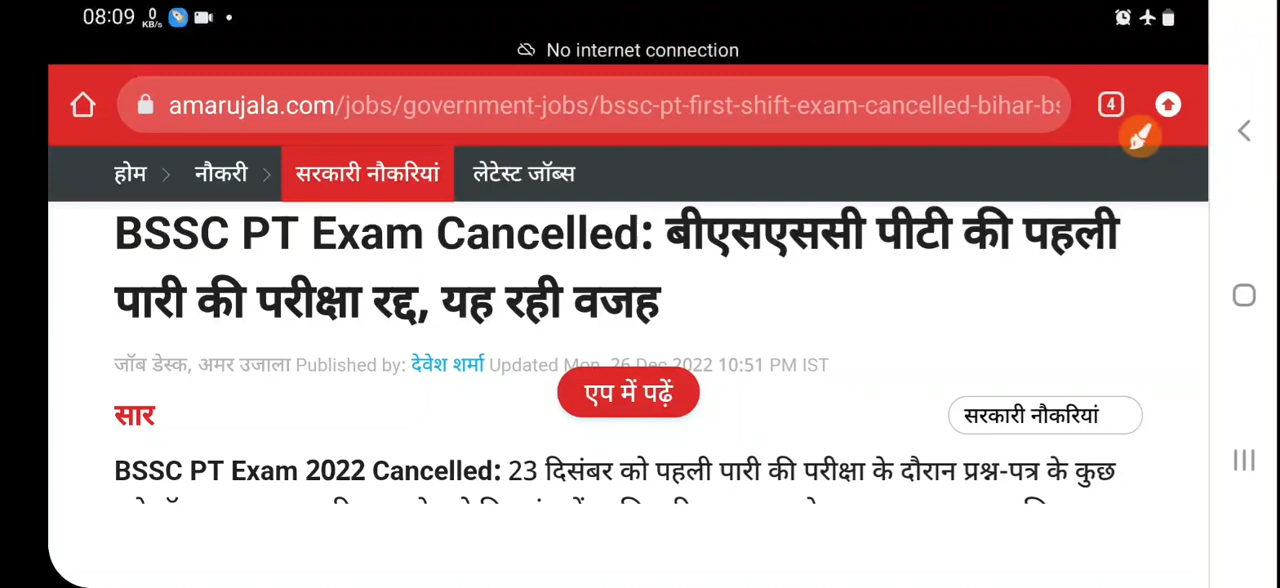 08:09 0 KB/s
No internet connection
amarujala.com/jobs/government-jobs/bssc-pt-first-shift-exam-cancelled-bihar-bs
4
होम > नौकरी > सरकारी नौकरियां लेटेस्ट जॉब्स
BSSC PT Exam Cancelled: बीएसएससी पीटी की पहली
पारी की परीक्षा रद्द, यह रही वजह
जॉब डेस्क, अमर उजाला Published by: देवेश शर्मा Updated Mon, 26 Dec 2022 10:51 PM IST
एप में पढ़ें
सार
सरकारी नौकरियां
BSSC PT Exam 2022 Cancelled: 23 दिसंबर को पहली पारी की परीक्षा के दौरान प्रश्न-पत्र के कुछ